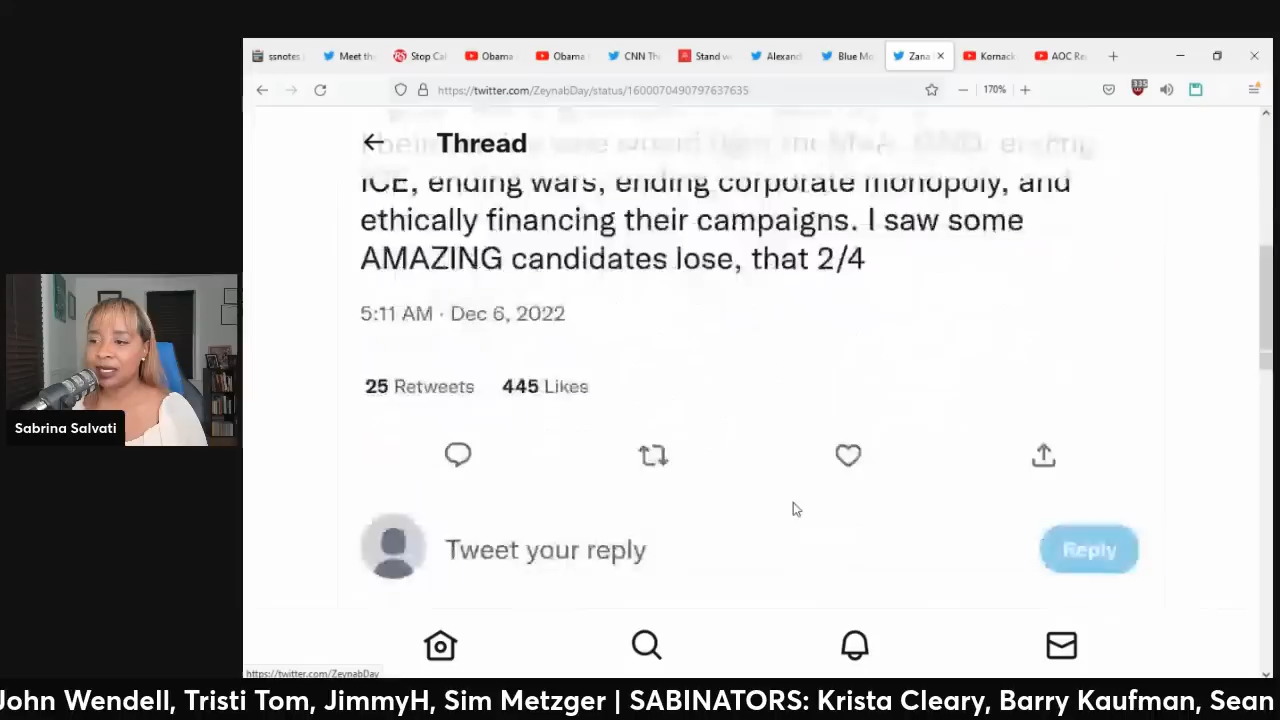 ssnotes
Meet th
Stop Cal
Obama
Obama
CNN Th
Stand w
Alexand
Blue Mo
Zana
Kornack
AOC Re
https://twitter.com/ZeynabDay/status/1600070490797637635
170%
Thread
ICE, ending wars, ending corporate monopoly, and
ethically financing their campaigns. I saw some
AMAZING candidates lose, that 2/4
5:11 AM · Dec 6, 2022
25 Retweets 445 Likes
Tweet your reply
Reply
https://twitter.com/ZeynabDay
Sabrina Salvati
John Wendell, Tristi Tom, JimmyH, Sim Metzger | SABINATORS: Krista Cleary, Barry Kaufman, Sean